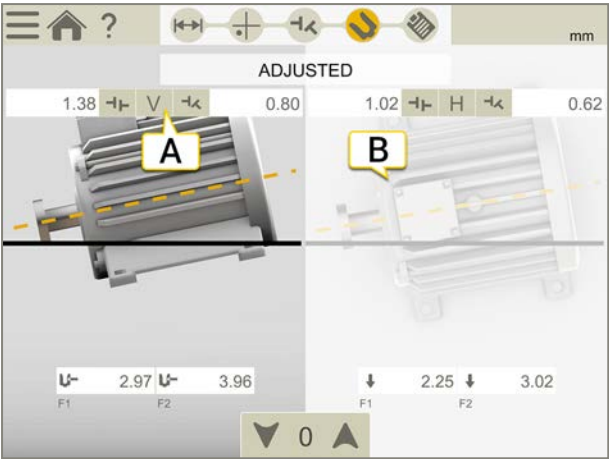 ?
mm
ADJUSTED
1.38 V 0.80
1.02 H 0.62
A
B
2.97 3.96
F1 F2
2.25 3.02
F1 F2
0